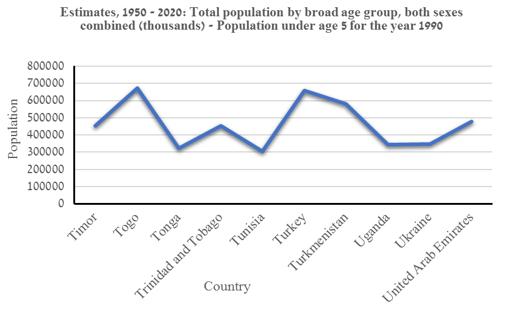 Estimates, 1950 - 2020: Total population by broad age group, both sexes
combined (thousands) - Population under age 5 for the year 1990
800000
700000
600000
500000
400000
300000
200000
100000
0
Population
Timor
Togo
Tonga
Trinidad and Tobago
Tunisia
Turkey
Turkmenistan
Uganda
Ukraine
United Arab Emirates
Country